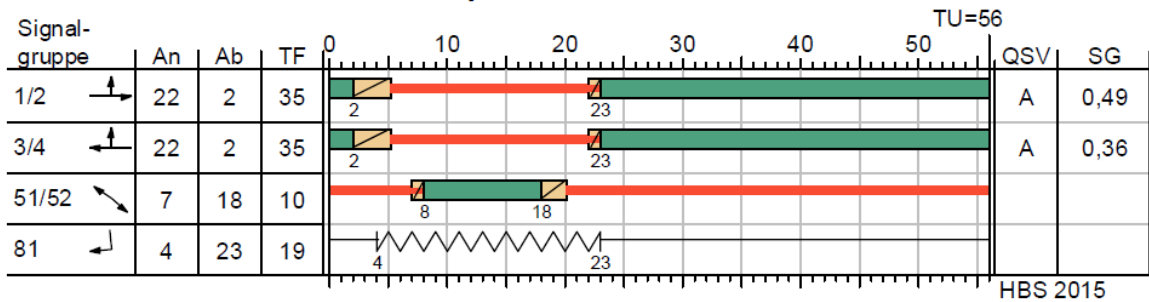 TU=56
Signal-
gruppe An Ab TF 0 10 20 30 40 50 QSV SG
1/2 22 2 35 2 23 A 0,49
3/4 22 2 35 2 23 A 0,36
51/52 7 18 10 8 18
81 4 23 19 4 23
HBS 2015